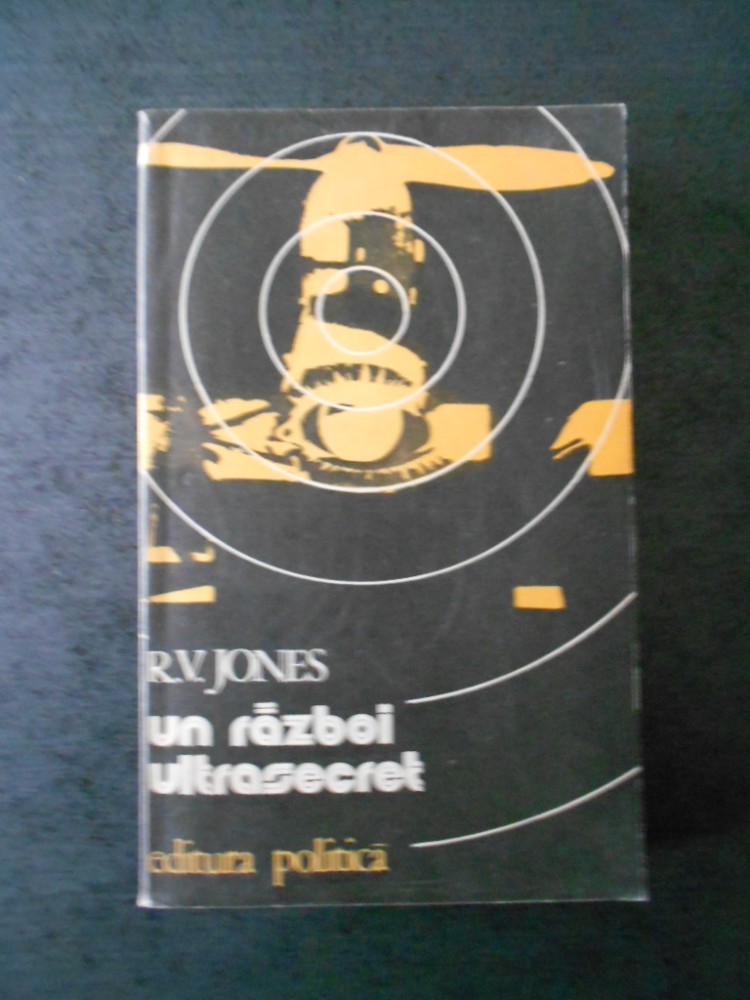 R.V. JONES
un război
ultrasecret
editura politică